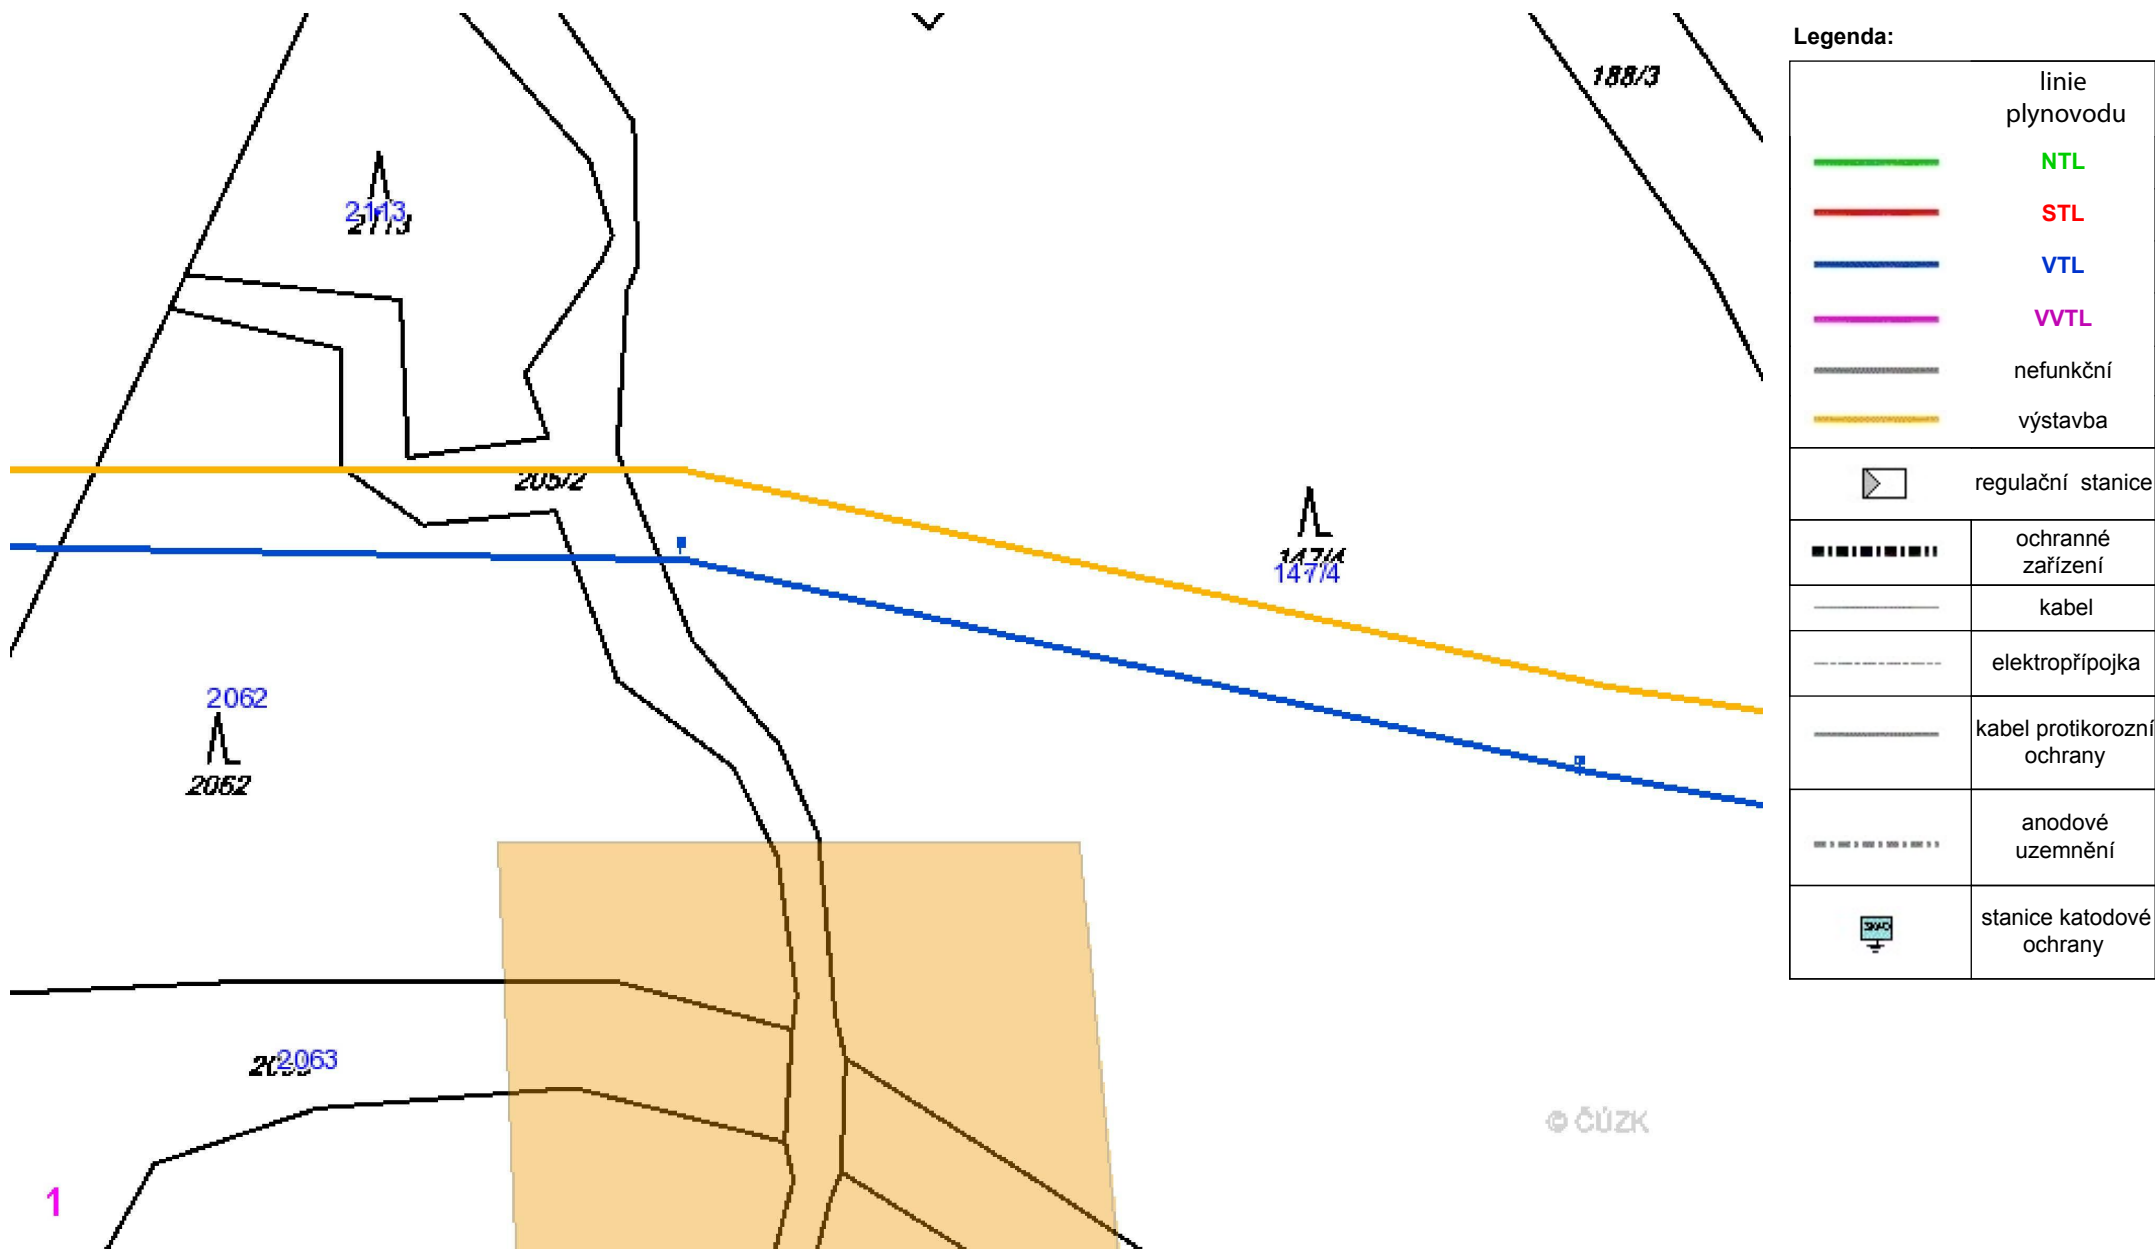 188/3
2113
205/2
147/4
147/4
2062
2062
2063
1
© ČÚZK
Legenda:
linie
plynovodu
NTL
STL
VTL
VVTL
nefunkční
výstavba
regulační stanice
ochranné
zařízení
kabel
elektropřípojka
kabel protikorozní
ochrany
anodové
uzemnění
stanice katodové
ochrany